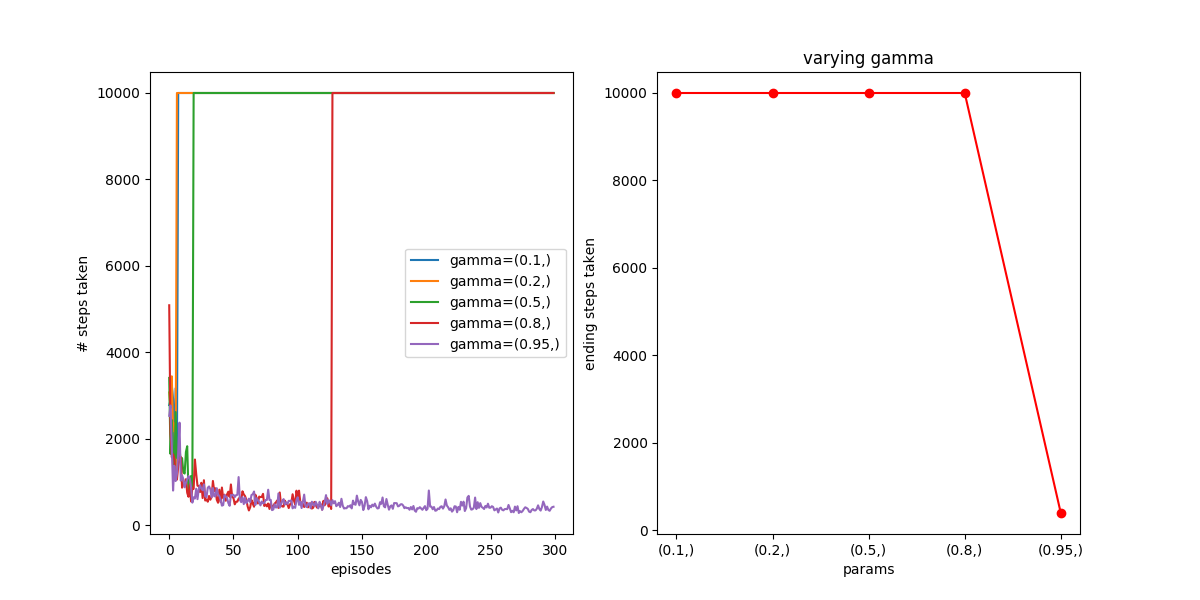 10000
8000
6000
4000
2000
0
# steps taken
0
50
100
150
200
250
300
episodes
gamma=(0.1,)
gamma=(0.2,)
gamma=(0.5,)
gamma=(0.8,)
gamma=(0.95,)
varying gamma
10000
8000
6000
4000
2000
0
ending steps taken
(0.1,)
(0.2,)
(0.5,)
(0.8,)
(0.95,)
params